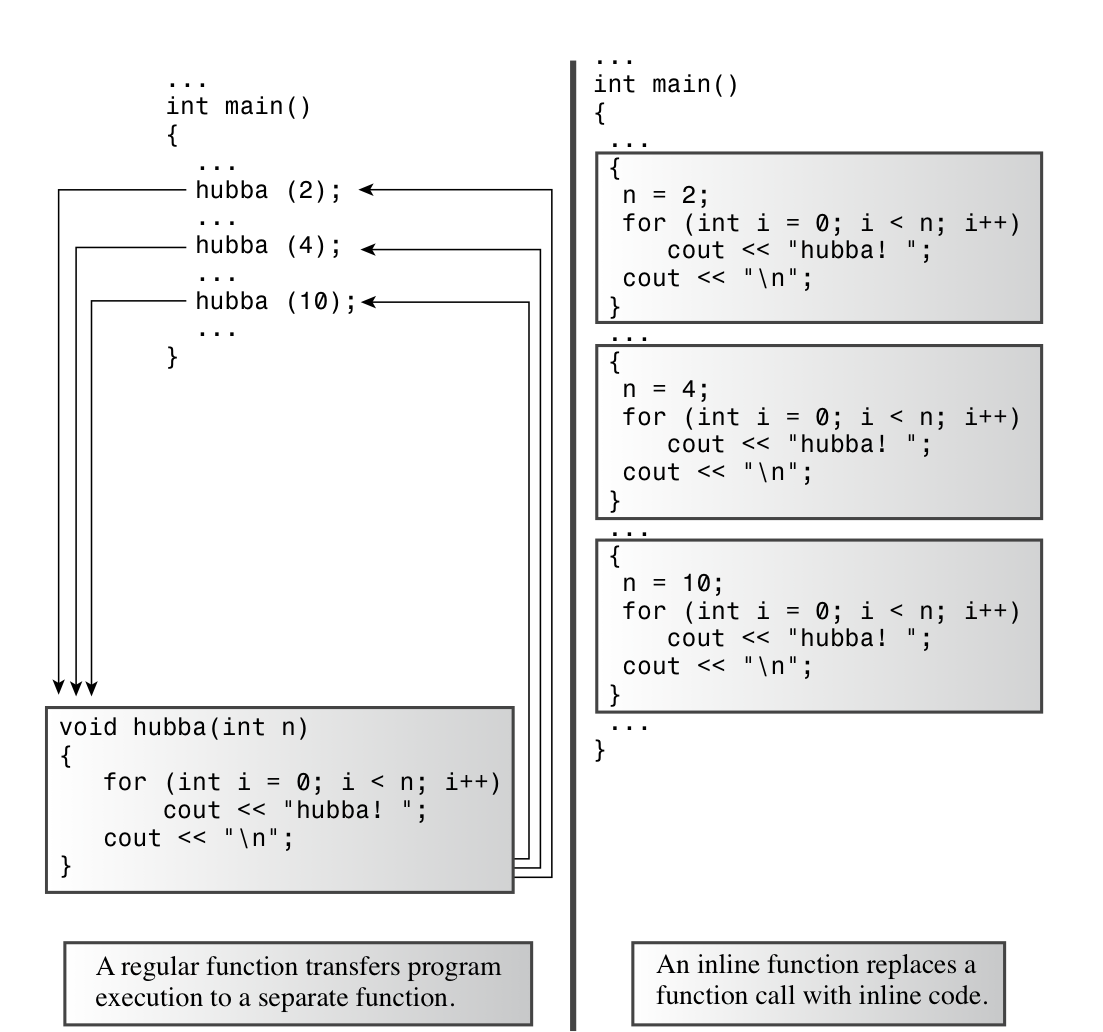 ...
int main()
{
...
hubba (2);
...
hubba (4);
...
hubba (10);
...
}
void hubba(int n)
{
for (int i = 0; i < n; i++)
cout << "hubba! ";
cout << "\n";
}
A regular function transfers program
execution to a separate function.
...
int main()
{
...
{
n = 2;
for (int i = 0; i < n; i++)
cout << "hubba! ";
cout << "\n";
}
...
{
n = 4;
for (int i = 0; i < n; i++)
cout << "hubba! ";
cout << "\n";
}
...
{
n = 10;
for (int i = 0; i < n; i++)
cout << "hubba! ";
cout << "\n";
}
...
}
An inline function replaces a
function call with inline code.